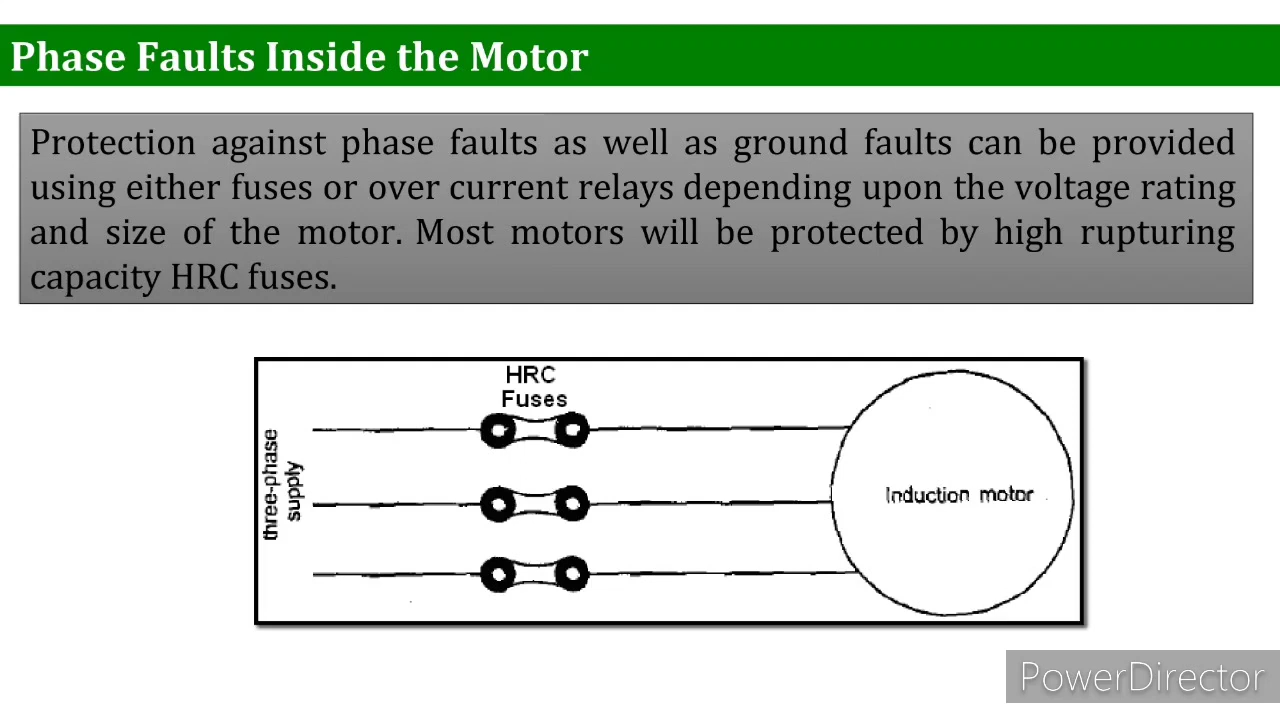 Phase Faults Inside the Motor
Protection against phase faults as well as ground faults can be provided
using either fuses or over current relays depending upon the voltage rating
and size of the motor. Most motors will be protected by high rupturing
capacity HRC fuses.
HRC
Fuses
three-phase
supply
Induction motor
PowerDirector